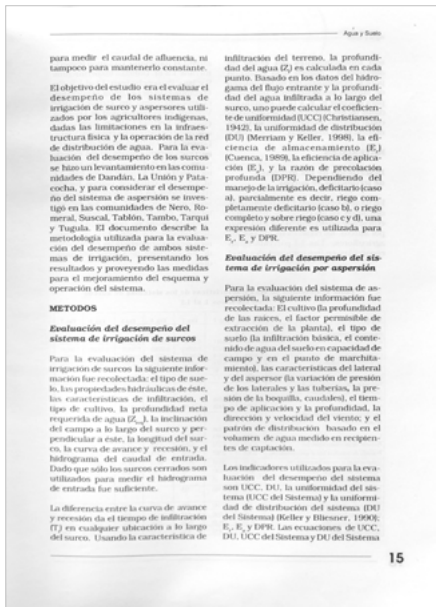 Agua y Suelo
para medir el caudal de afluencia, ni
tampoco para mantenerlo constante.
El objetivo del estudio era el evaluar el
desempeño de los sistemas de
irrigación de surco y aspersores utili-
zados por los agricultores indígenas,
dadas las limitaciones en la infraes-
tructura física y la operación de la red
de distribución de agua. Para la eva-
luación del desempeño de los surcos
se hizo un levantamiento en las comu-
nidades de Dandán, La Unión y Pata-
cocha, y para considerar el desempe-
ño del sistema de aspersión se inves-
tigó en las comunidades de Nero, Ro-
meral, Suscal, Tablón, Tambo, Tarqui
y Tugula. El documento describe la
metodología utilizada para la evalua-
ción del desempeño de ambos siste-
mas de irrigación, presentando los
resultados y proveyendo las medidas
para el mejoramiento del esquema y
operación del sistema.
METODOS
Evaluación del desempeño del
sistema de irrigación de surcos
Para la evaluación del sistema de
irrigación de surcos la siguiente infor-
mación fue recolectada: el tipo de sue-
lo, las propiedades hidráulicas de éste,
las características de infiltración, el
tipo de cultivo, la profundidad neta
requerida de agua (Z
), la inclinación
del campo a lo largo del surco y per-
pendicular a éste, la longitud del sur-
co, la curva de avance y recesión, y el
hidrograma del caudal de entrada.
Dado que sólo los surcos cerrados son
utilizados para medir el hidrograma
de entrada fue suficiente.
La diferencia entre la curva de avance
y recesión da el tiempo de infiltración
(T) en cualquier ubicación a lo largo
del surco. Usando la característica de
infiltración del terreno, la profundi-
dad del agua (Z) es calculada en cada
punto. Basado en los datos del hidro-
gama del flujo entrante y la profundi-
dad del agua infiltrada a lo largo del
surco, uno puede calcular el coeficien-
te de uniformidad (UCC) (Christiansen,
1942), la uniformidad de distribución
(DU) (Merriam y Keller, 1998), la efi-
ciencia de almacenamiento (E)
(Cuenca, 1989), la eficiencia de aplica-
ción (E), y la razón de percolación
profunda (DPR). Dependiendo del
manejo de la irrigación, deficitario (caso
a), parcialmente es decir, riego com-
pletamente deficitario (caso b), o riego
completo y sobre riego (caso c y d), una
expresión diferente es utilizada para
E, E y DPR.
Evaluación del desempeño del sis-
tema de irrigación por aspersión
Para la evaluación del sistema de as-
persión, la siguiente información fue
recolectada: El cultivo (la profundidad
de las raíces, el factor permisible de
extracción de la planta), el tipo de
suelo (la infiltración básica, el conte-
nido de agua del suelo en capacidad de
campo y en el punto de marchita-
miento), las características del lateral
y del aspersor (la variación de presión
de los laterales y las tuberías, la pre-
sión de la boquilla, caudales), el tiem-
po de aplicación y la profundidad, la
dirección y velocidad del viento; y el
patrón de distribución basado en el
volumen de agua medido en recipien-
tes de captación.
Los indicadores utilizados para la eva-
luación del desempeño del sistema
son UCC, DU, la uniformidad del sis-
tema (UCC del Sistema) y la uniformi-
dad de distribución del sistema (DU
del Sistema) (Keller y Bliesner, 1990);
E, E y DPR. Las ecuaciones de UCC,
DU, UCC del Sistema y DU del Sistema
15